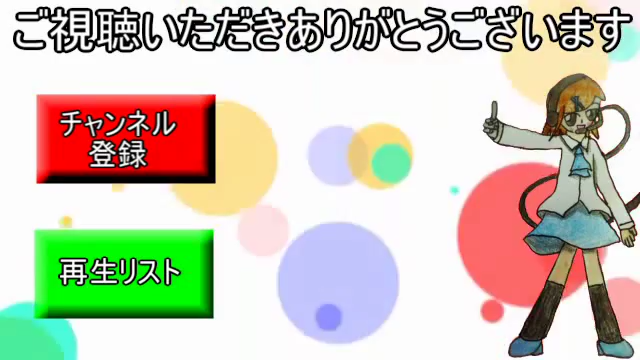 ご視聴いただきありがとうございます
チャンネル
登録
再生リスト